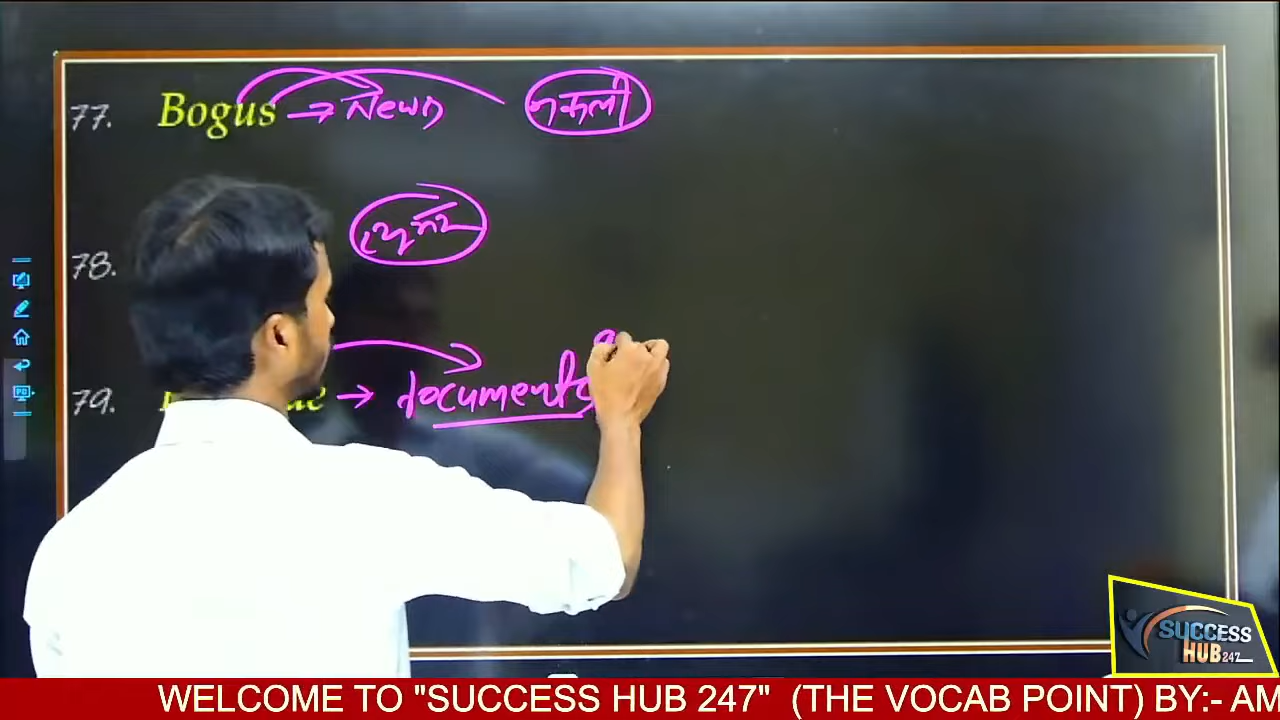 77. Bogus → News नकली
78.
79. → documents
SUCCESS
HUB 247
WELCOME TO "SUCCESS HUB 247" (THE VOCAB POINT) BY:- AM